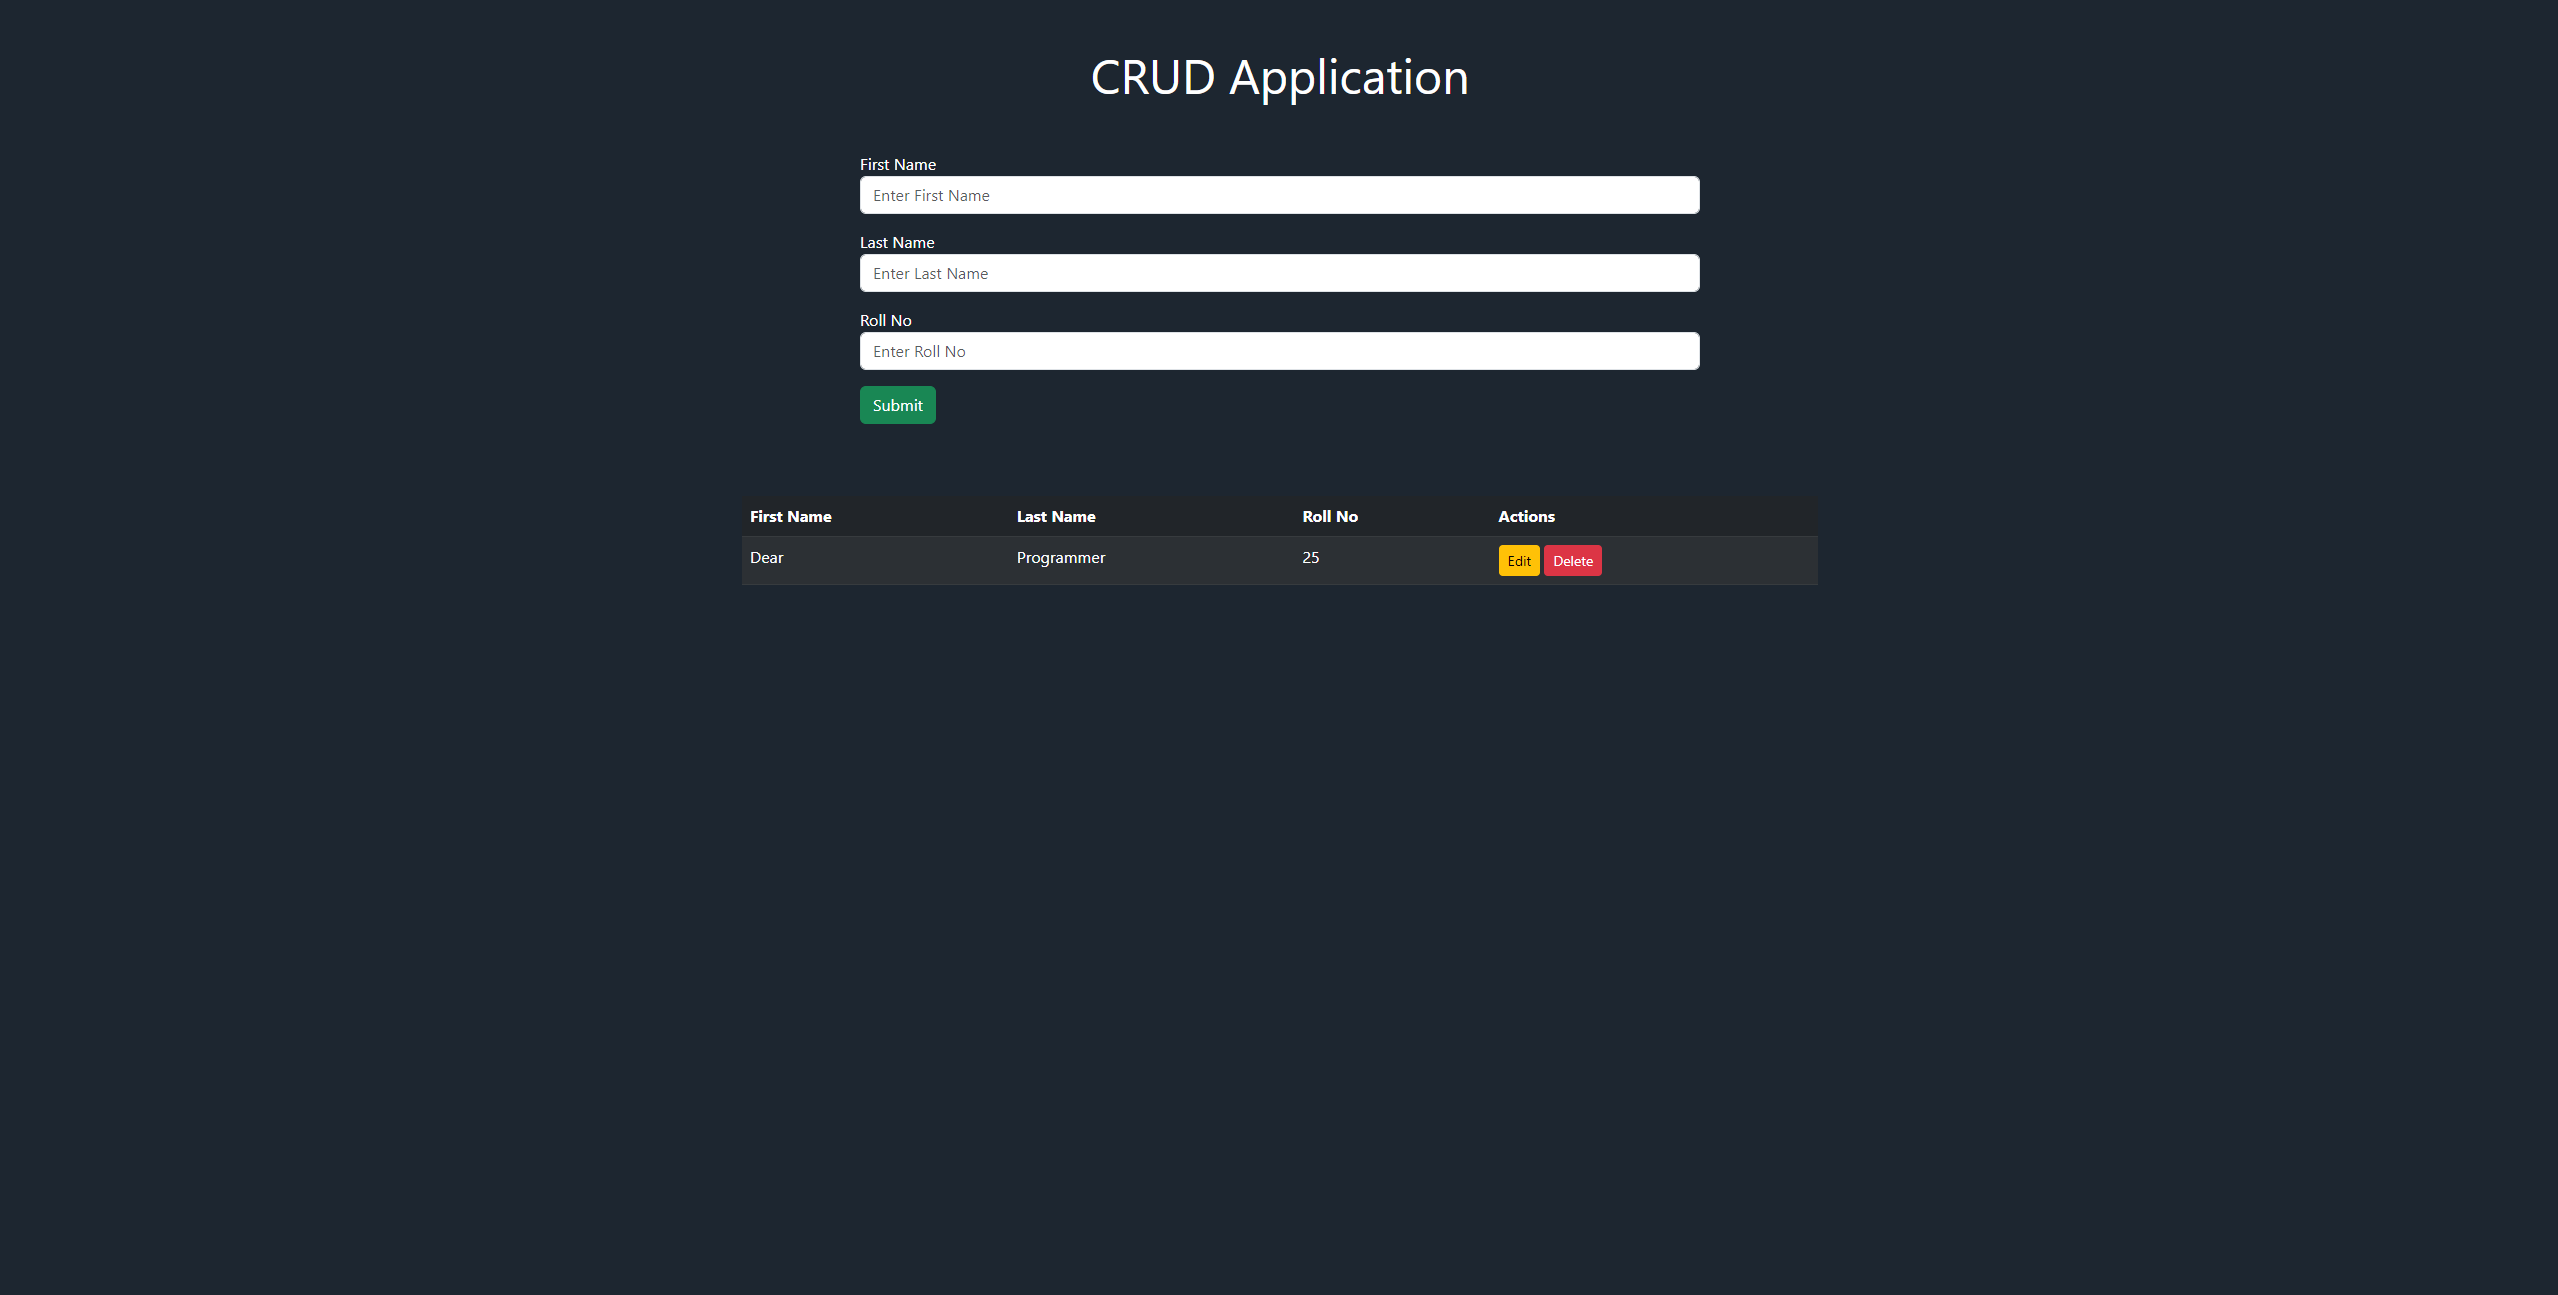 CRUD Application
First Name
Enter First Name
Last Name
Enter Last Name
Roll No
Enter Roll No
Submit
First Name Last Name Roll No Actions
Dear Programmer 25 Edit Delete